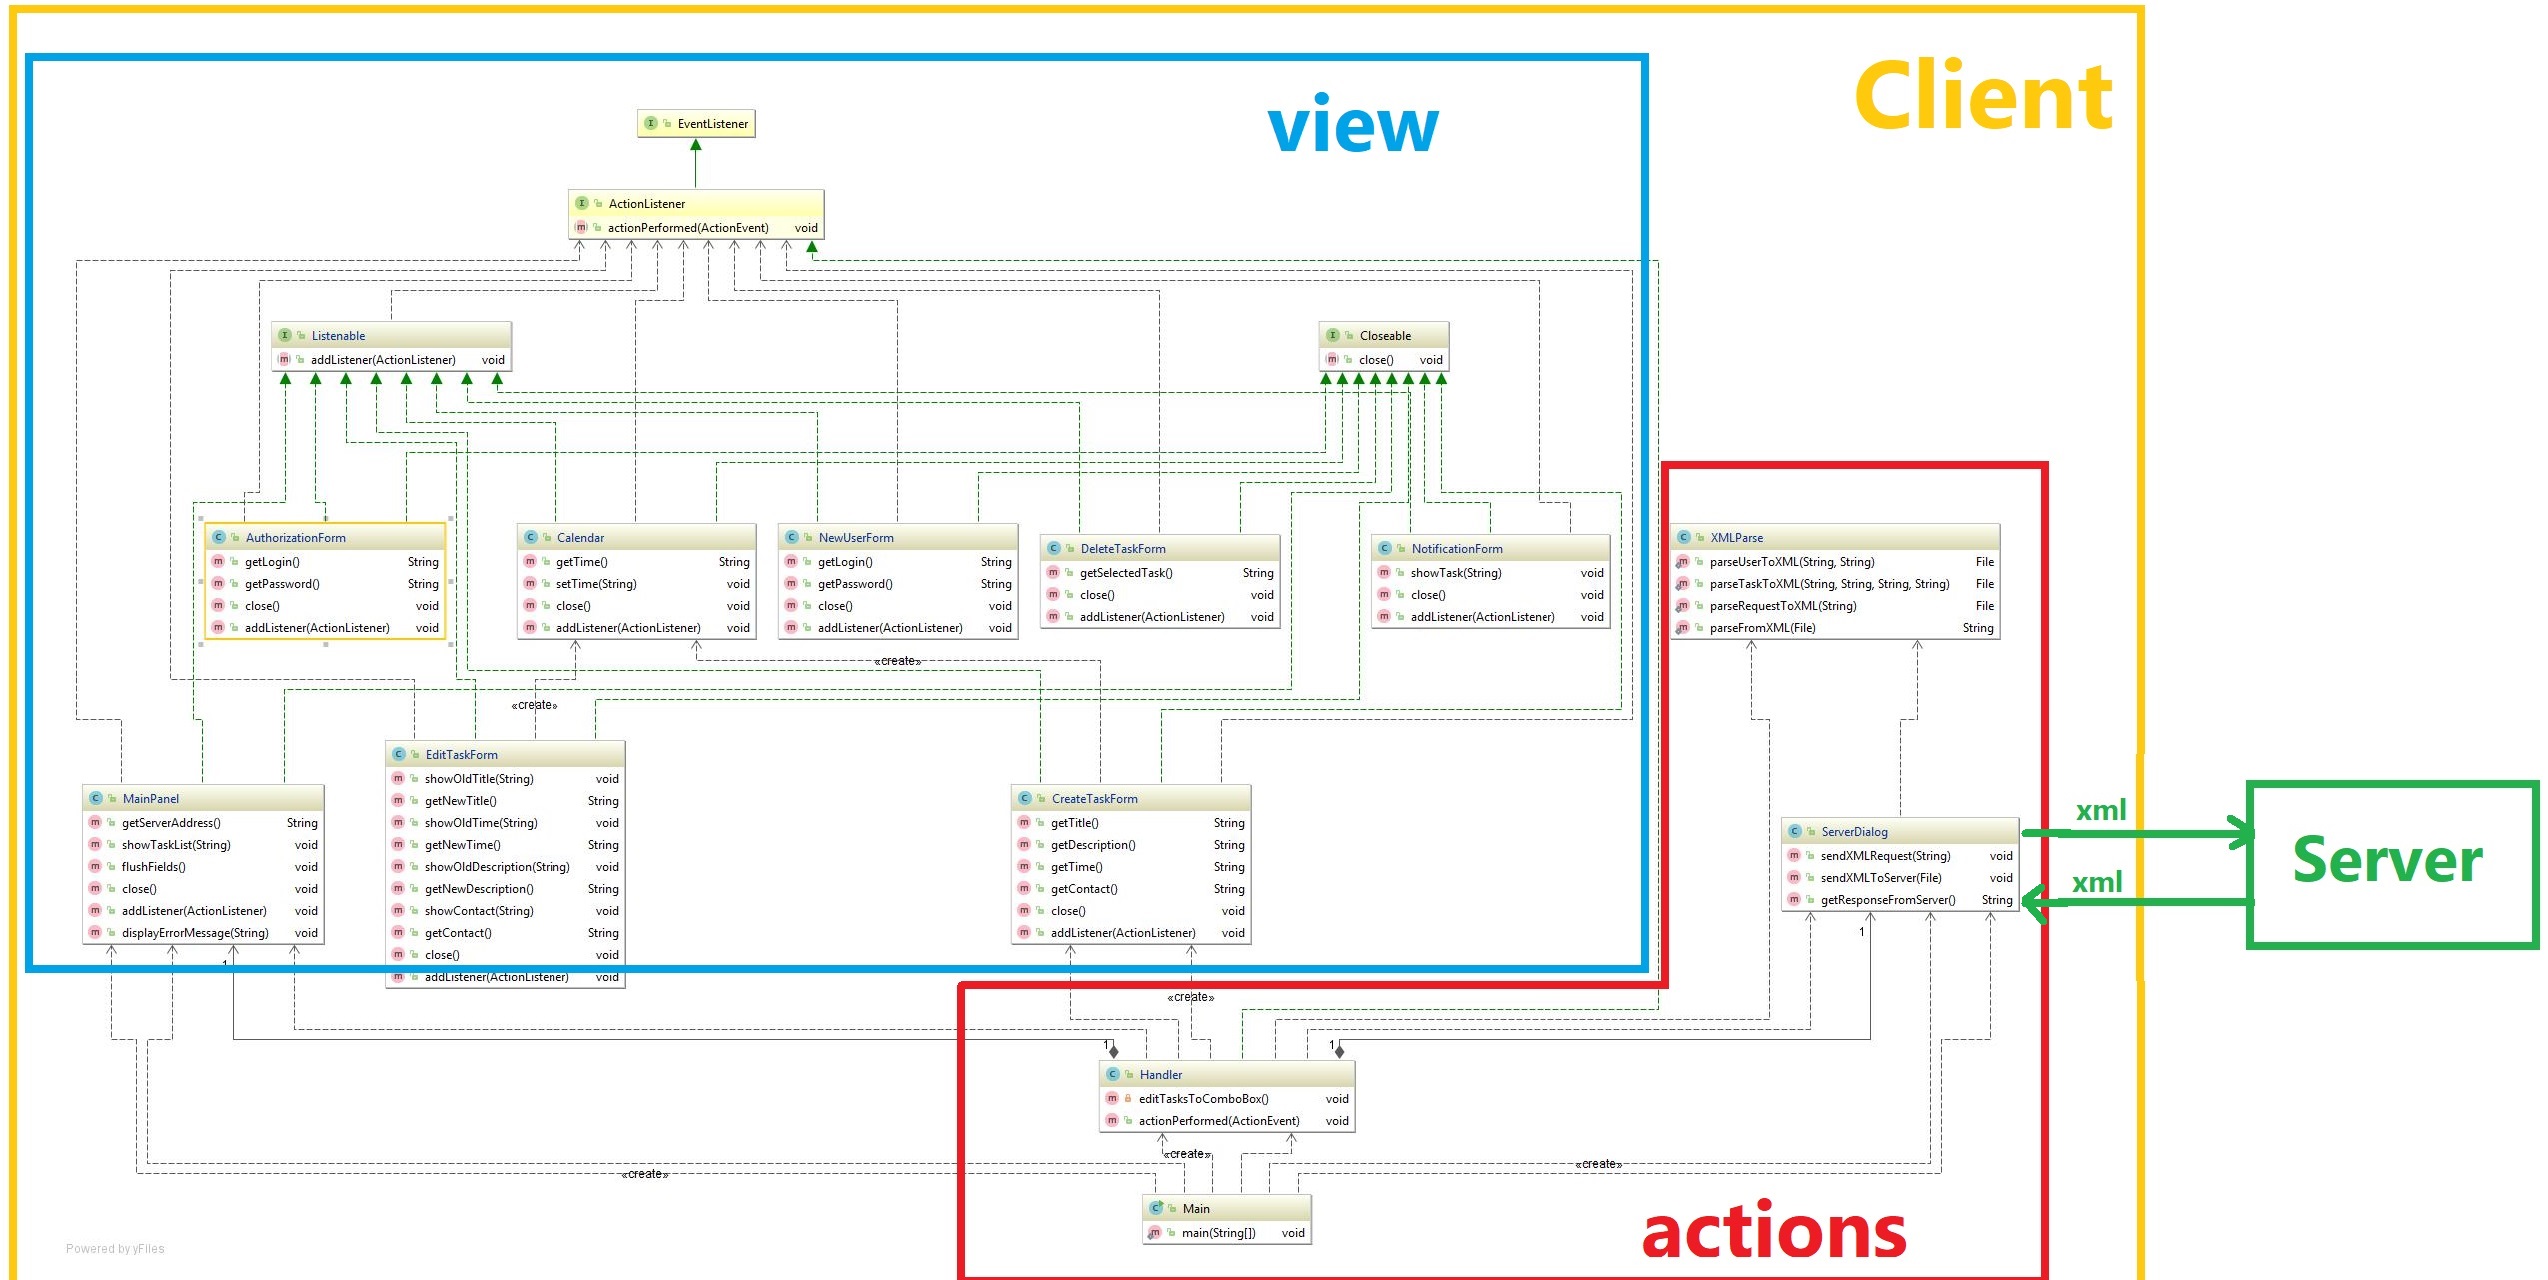 Client
view
EventListener
ActionListener
actionPerformed(ActionEvent) void
Listenable
addListener(ActionListener) void
Closeable
close() void
AuthorizationForm
getLogin() String
getPassword() String
close() void
addListener(ActionListener) void
Calendar
getTime() String
setTime(String) void
close() void
addListener(ActionListener) void
NewUserForm
getLogin() String
getPassword() String
close() void
addListener(ActionListener) void
DeleteTaskForm
getSelectedTask() String
close() void
addListener(ActionListener) void
NotificationForm
showTask(String) void
close() void
addListener(ActionListener) void
XMLParse
parseUserToXML(String, String) File
parseTaskToXML(String, String, String, String) File
parseRequestToXML(String) File
parseFromXML(File) String
«create»
«create»
MainPanel
getServerAddress() String
showTaskList(String) void
flushFields() void
close() void
addListener(ActionListener) void
displayErrorMessage(String) void
EditTaskForm
showOldTitle(String) void
getNewTitle() String
showOldTime(String) void
getNewTime() String
showOldDescription(String) void
getNewDescription() String
showContact(String) void
getContact() String
close() void
addListener(ActionListener) void
CreateTaskForm
getTitle() String
getDescription() String
getTime() String
getContact() String
close() void
addListener(ActionListener) void
ServerDialog
sendXMLRequest(String) void
sendXMLToServer(File) void
getResponseFromServer() String
xml
xml
Server
1
1
«create»
1
1
Handler
editTasksToComboBox() void
actionPerformed(ActionEvent) void
«create»
«create»
«create»
Main
main(String[]) void
actions
Powered by yFiles